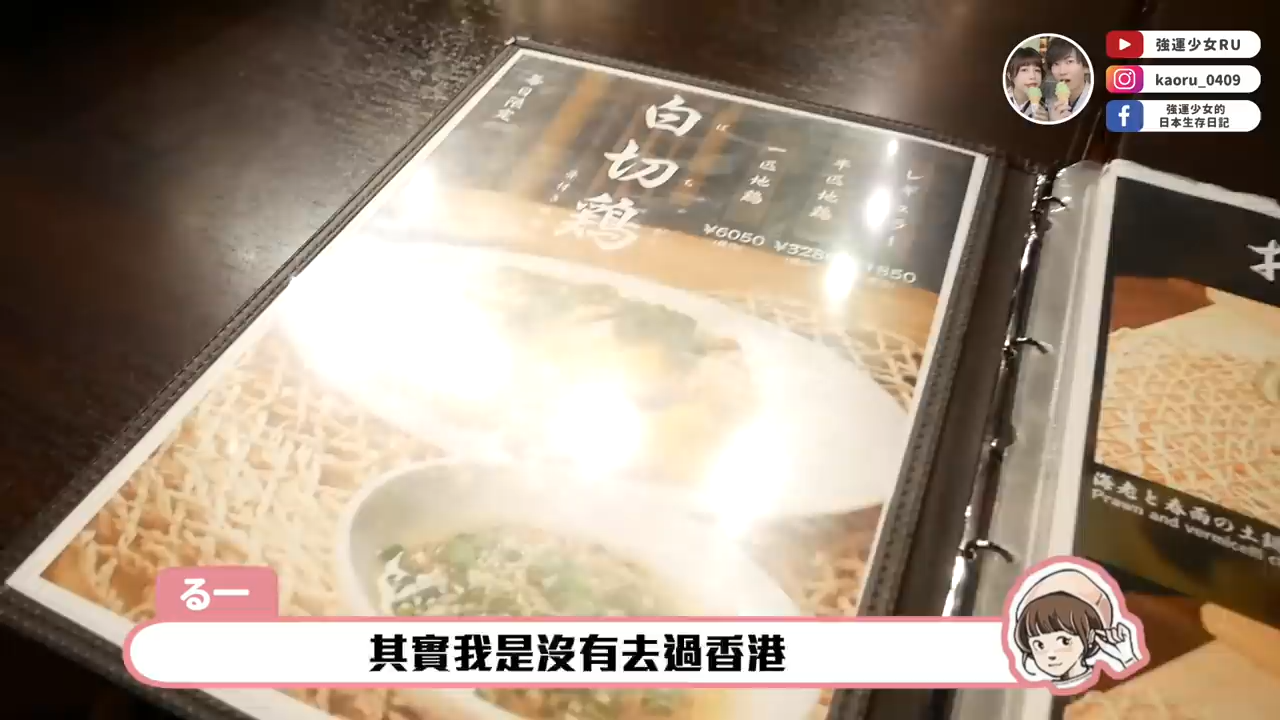 強運少女RU
kaoru_0409
強運少女的
日本生存日記
毎日限定
白切鶏
一匹地鶏
¥6050
半匹地鶏
レギュラー
海老と春雨の土鍋
Prawn and vermicelli
るー
其實我是沒有去過香港